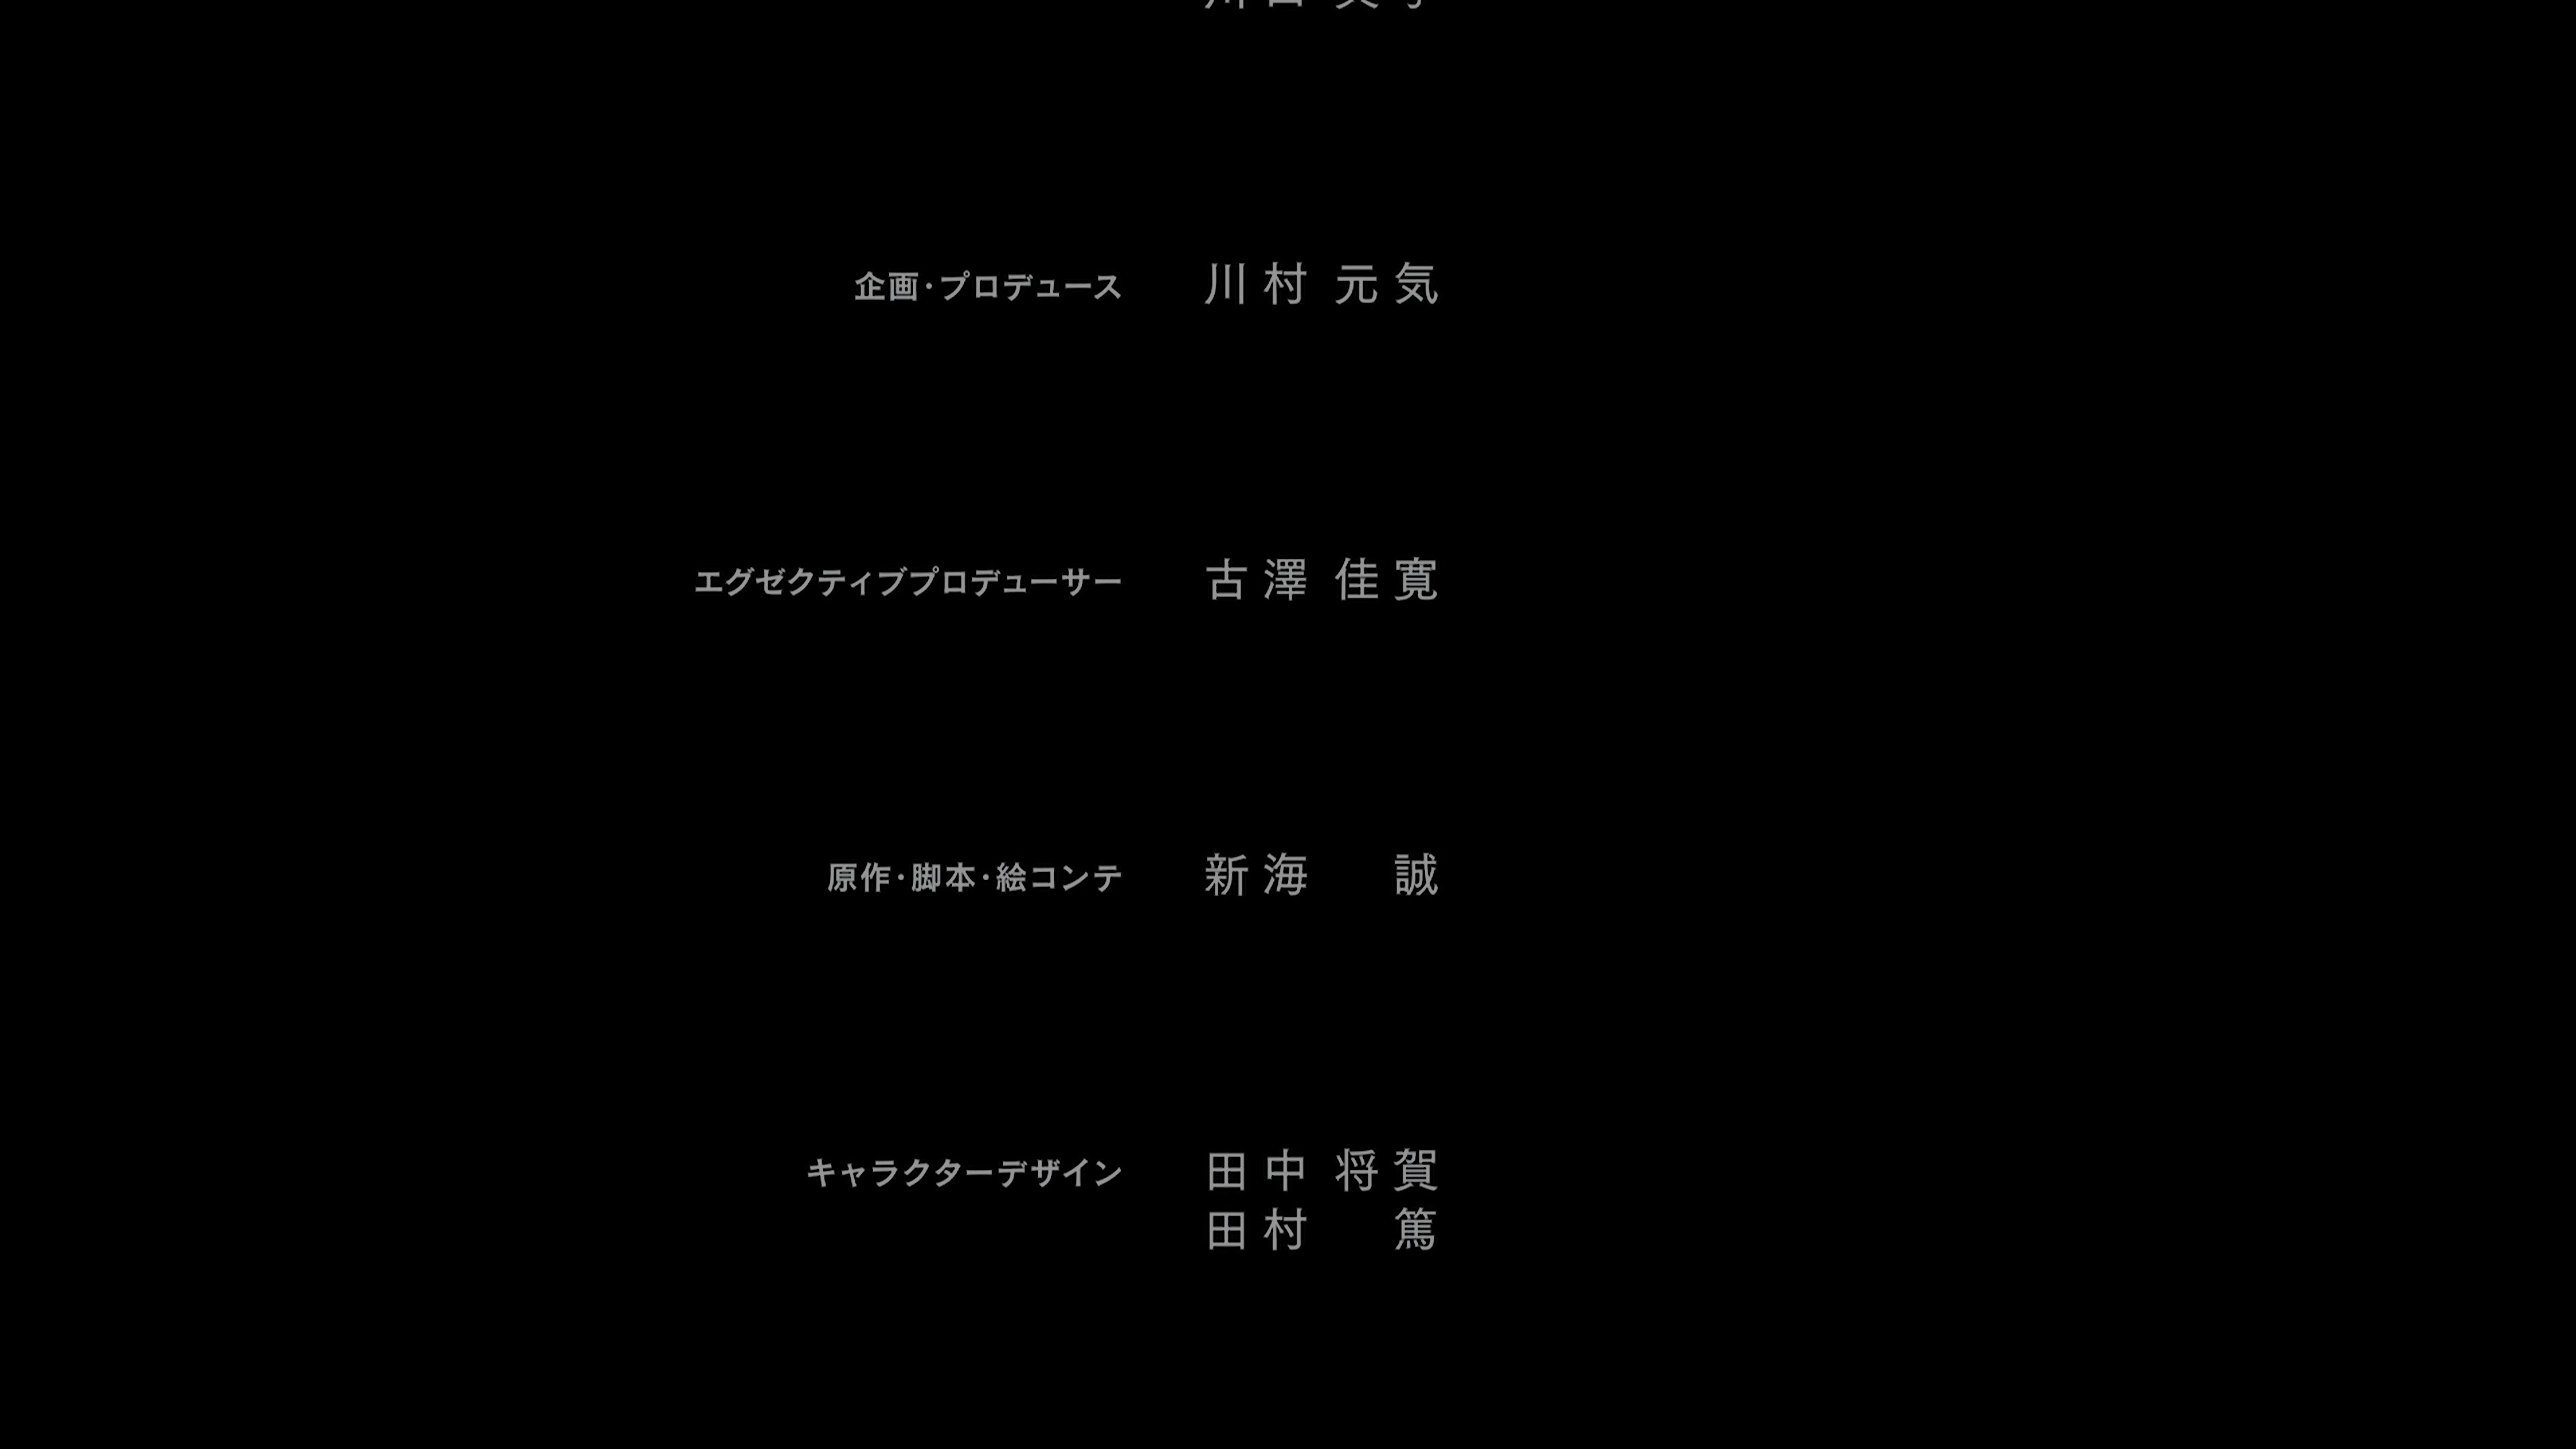 企画・プロデュース 川村 元気
エグゼクティブプロデューサー 古澤 佳寛
原作・脚本・絵コンテ 新海 誠
キャラクターデザイン 田中 将賀
田村 篤